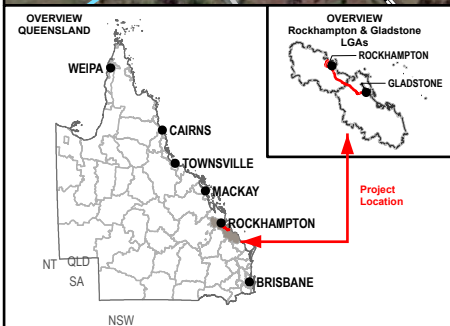 OVERVIEW
QUEENSLAND
WEIPA
CAIRNS
TOWNSVILLE
MACKAY
ROCKHAMPTON
BRISBANE
NT
QLD
SA
NSW
OVERVIEW
Rockhampton & Gladstone
LGAs
ROCKHAMPTON
GLADSTONE
Project
Location